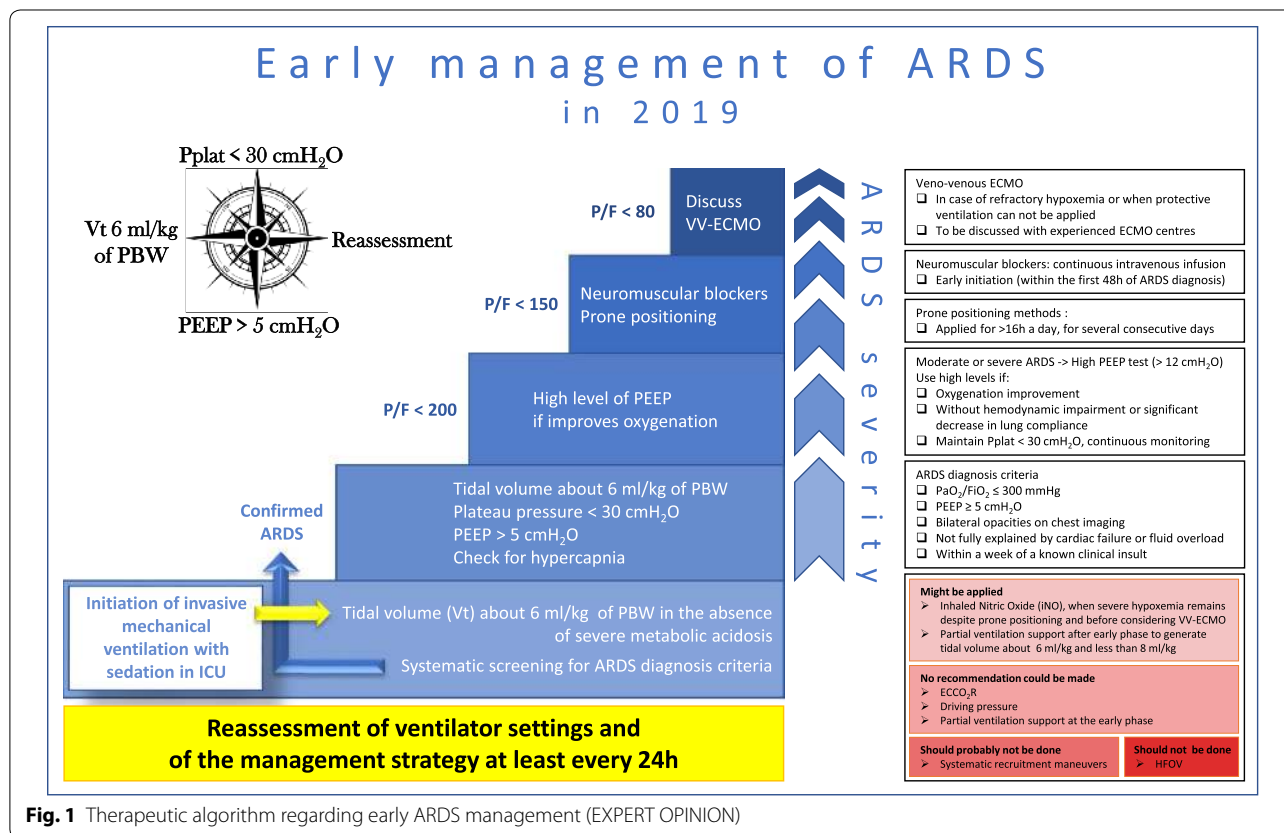 Early management of ARDS
in 2019
Pplat < 30 cmH₂O
Vt 6 ml/kg
of PBW
Reassessment
PEEP > 5 cmH₂O
P/F < 80
Discuss
VV-ECMO
P/F < 150
Neuromuscular blockers
Prone positioning
P/F < 200
High level of PEEP
if improves oxygenation
Confirmed
ARDS
Tidal volume about 6 ml/kg of PBW
Plateau pressure < 30 cmH₂O
PEEP > 5 cmH₂O
Check for hypercapnia
Initiation of invasive
mechanical
ventilation with
sedation in ICU
Tidal volume (Vt) about 6 ml/kg of PBW in the absence
of severe metabolic acidosis
Systematic screening for ARDS diagnosis criteria
Reassessment of ventilator settings and
of the management strategy at least every 24h
ARDS severity
Veno-venous ECMO
❑ In case of refractory hypoxemia or when protective
ventilation can not be applied
❑ To be discussed with experienced ECMO centres
Neuromuscular blockers: continuous intravenous infusion
❑ Early initiation (within the first 48h of ARDS diagnosis)
Prone positioning methods :
❑ Applied for >16h a day, for several consecutive days
Moderate or severe ARDS -> High PEEP test (> 12 cmH₂O)
Use high levels if:
❑ Oxygenation improvement
❑ Without hemodynamic impairment or significant
decrease in lung compliance
❑ Maintain Pplat < 30 cmH₂O, continuous monitoring
ARDS diagnosis criteria
❑ PaO₂/FiO₂ ≤ 300 mmHg
❑ PEEP ≥ 5 cmH₂O
❑ Bilateral opacities on chest imaging
❑ Not fully explained by cardiac failure or fluid overload
❑ Within a week of a known clinical insult
Might be applied
➢ Inhaled Nitric Oxide (iNO), when severe hypoxemia remains
despite prone positioning and before considering VV-ECMO
➢ Partial ventilation support after early phase to generate
tidal volume about 6 ml/kg and less than 8 ml/kg
No recommendation could be made
➢ ECCO₂R
➢ Driving pressure
➢ Partial ventilation support at the early phase
Should probably not be done
➢ Systematic recruitment maneuvers
Should not be done
➢ HFOV
Fig. 1 Therapeutic algorithm regarding early ARDS management (EXPERT OPINION)